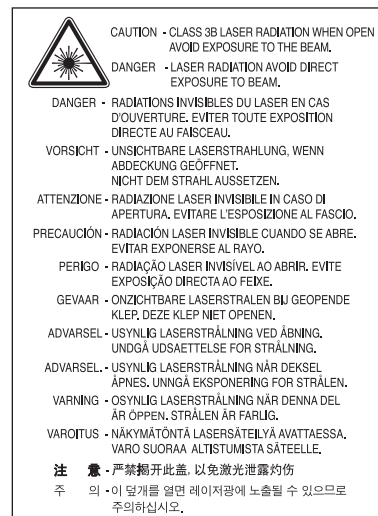 CAUTION - CLASS 3B LASER RADIATION WHEN OPEN
AVOID EXPOSURE TO THE BEAM.
DANGER - LASER RADIATION AVOID DIRECT
EXPOSURE TO BEAM.
DANGER - RADIATIONS INVISIBLES DU LASER EN CAS
D'OUVERTURE. EVITER TOUTE EXPOSITION
DIRECTE AU FAISCEAU.
VORSICHT - UNSICHTBARE LASERSTRAHLUNG, WENN
ABDECKUNG GEÖFFNET.
NICHT DEM STRAHL AUSSETZEN.
ATTENZIONE - RADIAZIONE LASER INVISIBILE IN CASO DI
APERTURA. EVITARE L'ESPOSIZIONE AL FASCIO.
PRECAUCIÓN - RADIACIÓN LASER INVISIBLE CUANDO SE ABRE.
EVITAR EXPONERSE AL RAYO.
PERIGO - RADIAÇÃO LASER INVISÍVEL AO ABRIR. EVITE
EXPOSIÇÃO DIRECTA AO FEIXE.
GEVAAR - ONZICHTBARE LASERSTRALEN BIJ GEOPENDE
KLEP. DEZE KLEP NIET OPENEN.
ADVARSEL - USYNLIG LASERSTRÅLNING VED ÅBNING.
UNDGÅ UDSAETTELSE FOR STRÅLNING.
ADVARSEL. - USYNLIG LASERSTRÅLNING NÅR DEKSEL
ÅPNES. UNNGÅ EKSPONERING FOR STRÅLEN.
VARNING - OSYNLIG LASERSTRÅLNING NÄR DENNA DEL
ÄR ÖPPEN. STRÅLEN ÄR FARLIG.
VAROITUS - NÄKYMÄTÖNTÄ LASERSÄTEILYÄ AVATTAESSA.
VARO SUORAA ALTISTUMISTA SÄTEELLE.
注 意 - 严禁揭开此盖, 以免激光泄露灼伤
주 의 - 이 덮개를 열면 레이저광에 노출될 수 있으므로
주의하십시오.